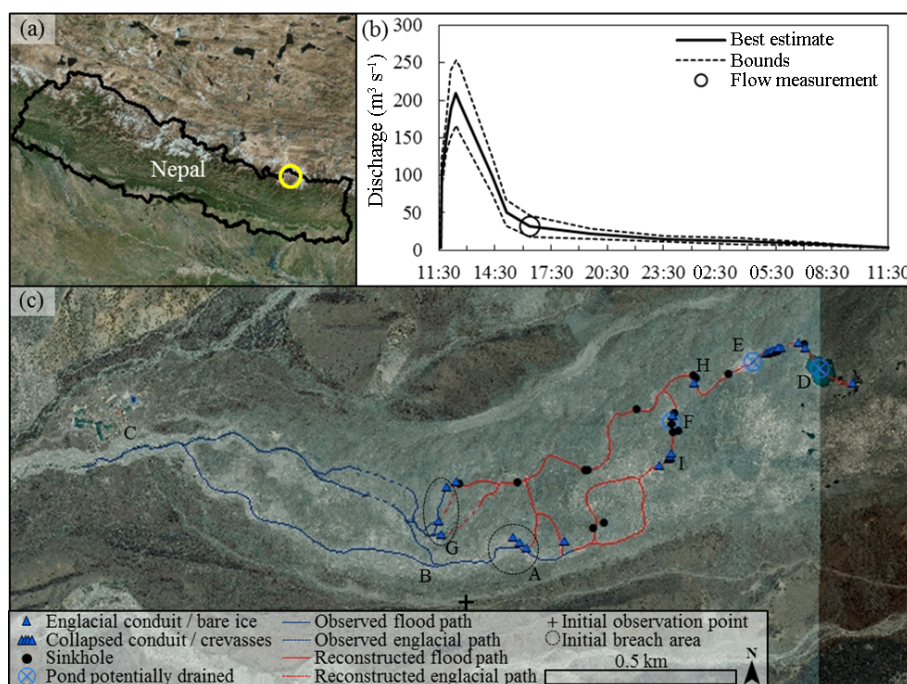 (a)
Nepal
(b)
Discharge (m³ s⁻¹)
300
250
200
150
100
50
0
11:30 14:30 17:30 20:30 23:30 02:30 05:30 08:30 11:30
Best estimate
Bounds
Flow measurement
(c)
C
B
G
A
I
F
H
E
D
Englacial conduit / bare ice
Collapsed conduit / crevasses
Sinkhole
Pond potentially drained
Observed flood path
Observed englacial path
Reconstructed flood path
Reconstructed englacial path
Initial observation point
Initial breach area
0.5 km
N